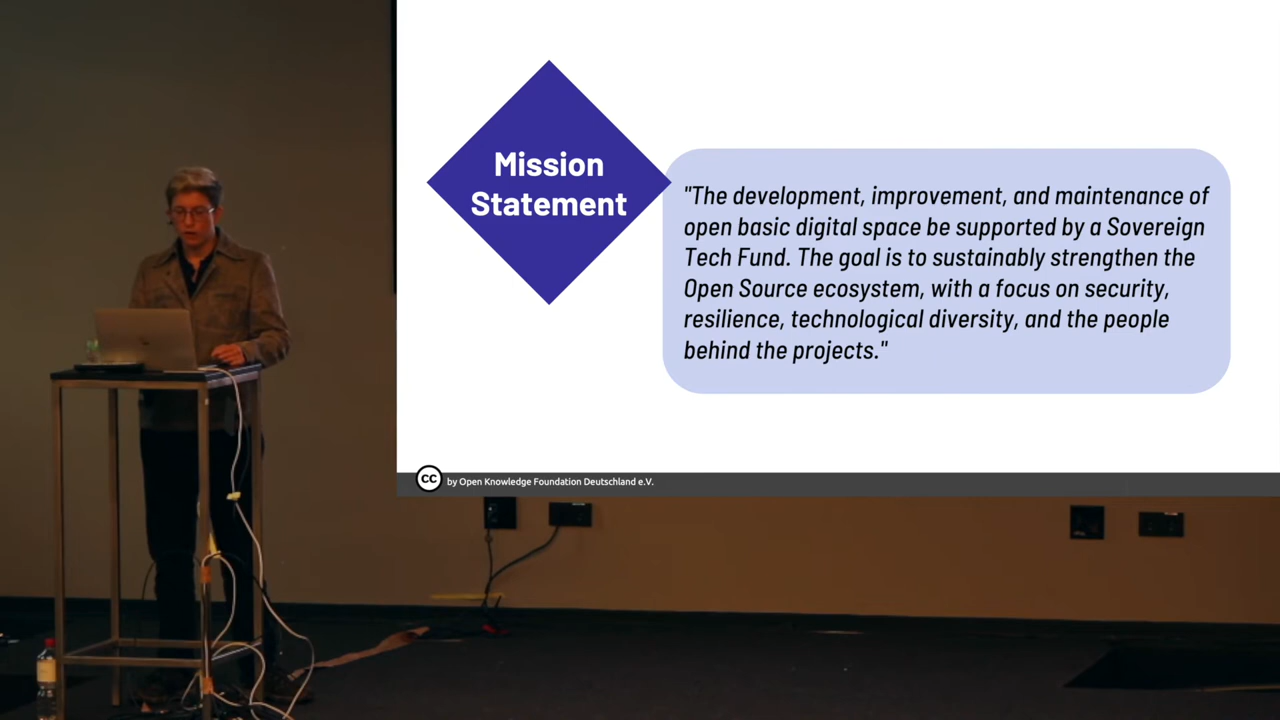 Mission
Statement
"The development, improvement, and maintenance of
open basic digital space be supported by a Sovereign
Tech Fund. The goal is to sustainably strengthen the
Open Source ecosystem, with a focus on security,
resilience, technological diversity, and the people
behind the projects."
CC by Open Knowledge Foundation Deutschland e.V.